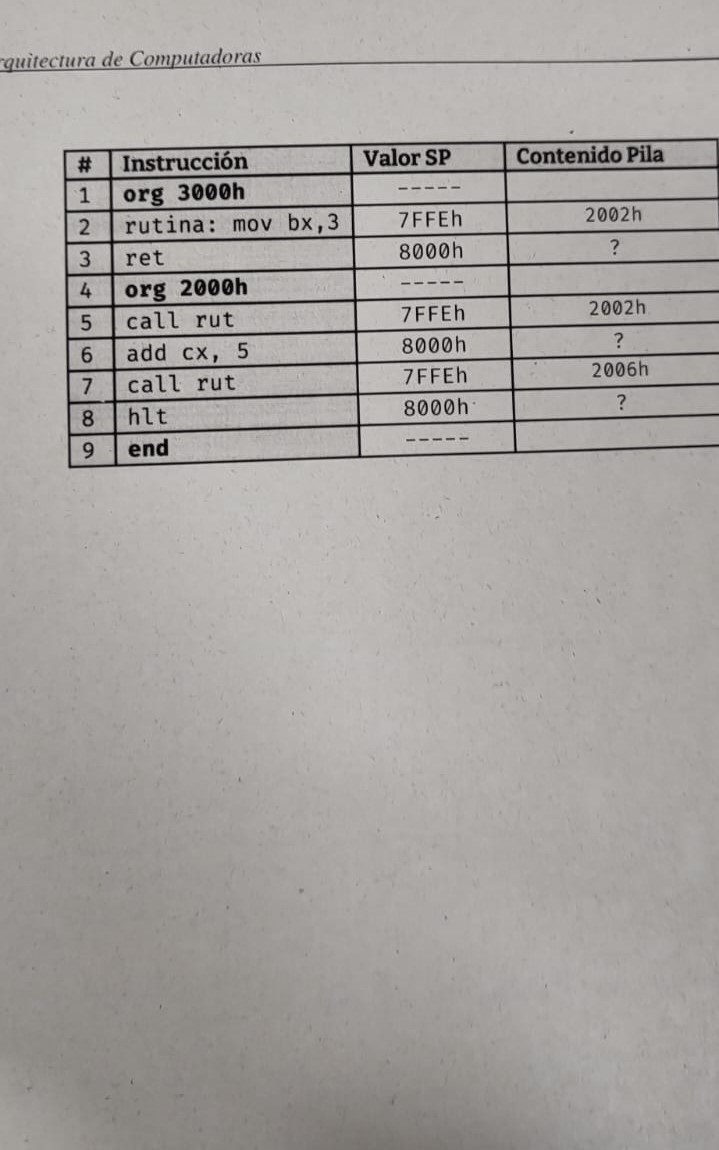 rquitectura de Computadoras
# Instrucción Valor SP Contenido Pila
1 org 3000h -----
2 rutina: mov bx,3 7FFEh 2002h
3 ret 8000h ?
4 org 2000h -----
5 call rut 7FFEh 2002h
6 add cx, 5 8000h ?
7 call rut 7FFEh 2006h
8 hlt 8000h ?
9 end -----